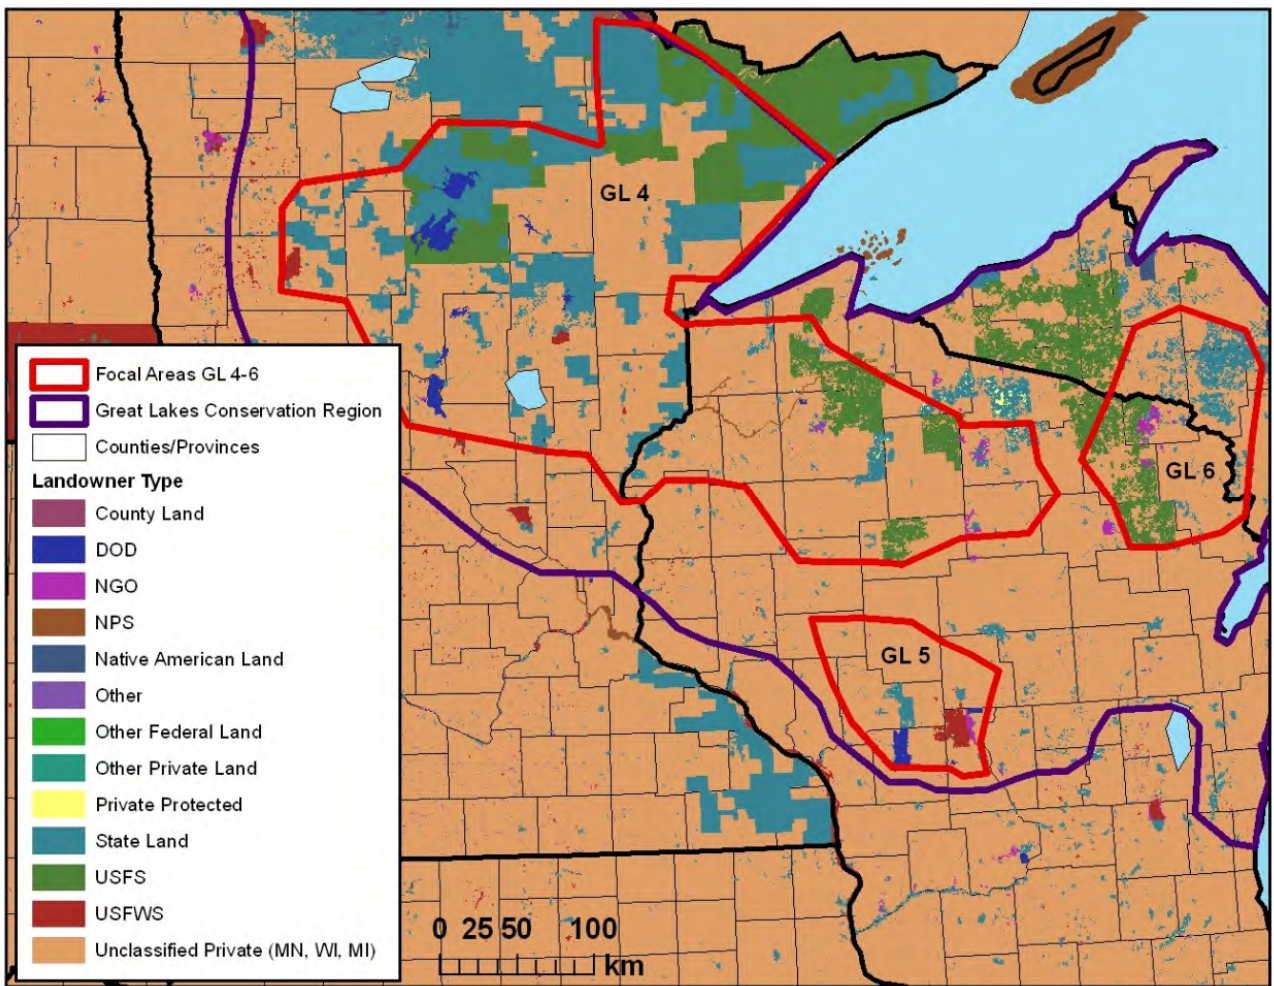 GL 4
GL 6
GL 5
Focal Areas GL 4-6
Great Lakes Conservation Region
Counties/Provinces
Landowner Type
County Land
DOD
NGO
NPS
Native American Land
Other
Other Federal Land
Other Private Land
Private Protected
State Land
USFS
USFWS
Unclassified Private (MN, WI, MI)
0 25 50 100
km